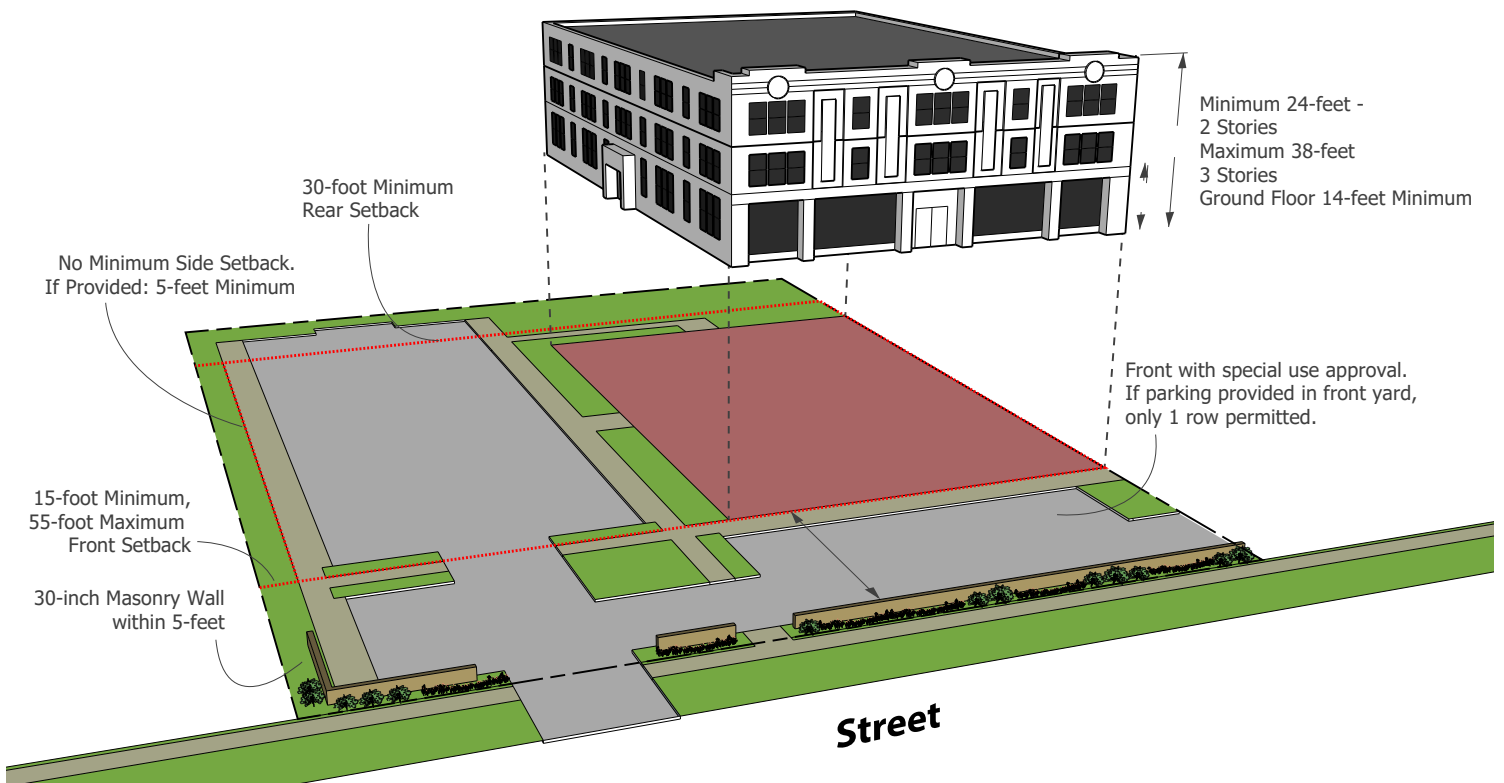 Minimum 24-feet -
2 Stories
Maximum 38-feet
3 Stories
Ground Floor 14-feet Minimum
30-foot Minimum
Rear Setback
No Minimum Side Setback.
If Provided: 5-feet Minimum
Front with special use approval.
If parking provided in front yard,
only 1 row permitted.
15-foot Minimum,
55-foot Maximum
Front Setback
30-inch Masonry Wall
within 5-feet
Street